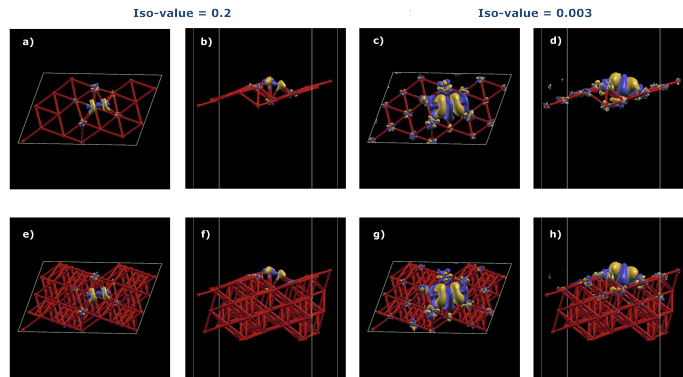 Iso-value = 0.2
Iso-value = 0.003
a)
b)
c)
d)
e)
f)
g)
h)